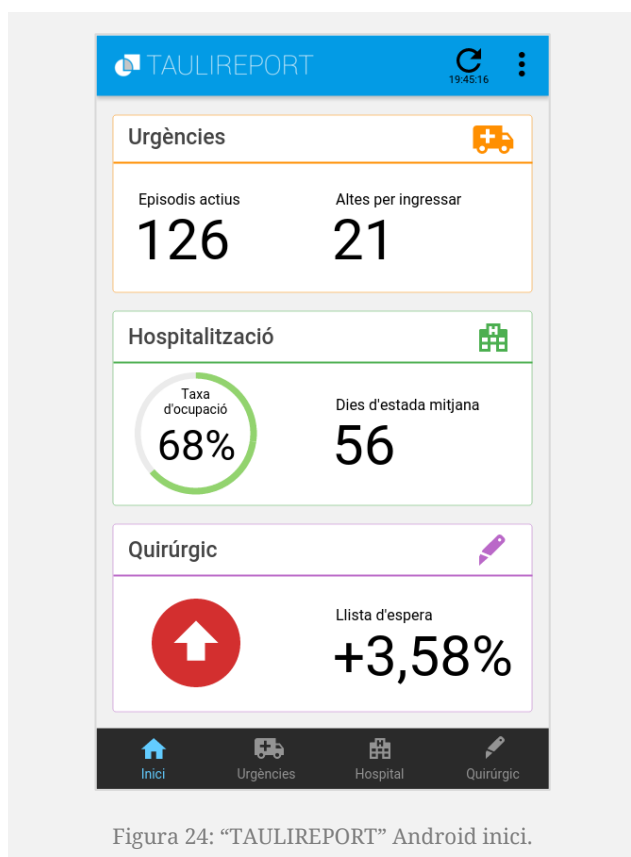 TAULIREPORT
19:45:16
Urgències
Episodis actius
Altes per ingressar
126
21
Hospitalització
H
Taxa
d'ocupació
68%
Dies d'estada mitjana
56
Quirúrgic
Llista d'espera
+3,58%
H
Inici
Urgències
Hospital
Quirúrgic
Figura 24: “TAULIREPORT” Android inici.